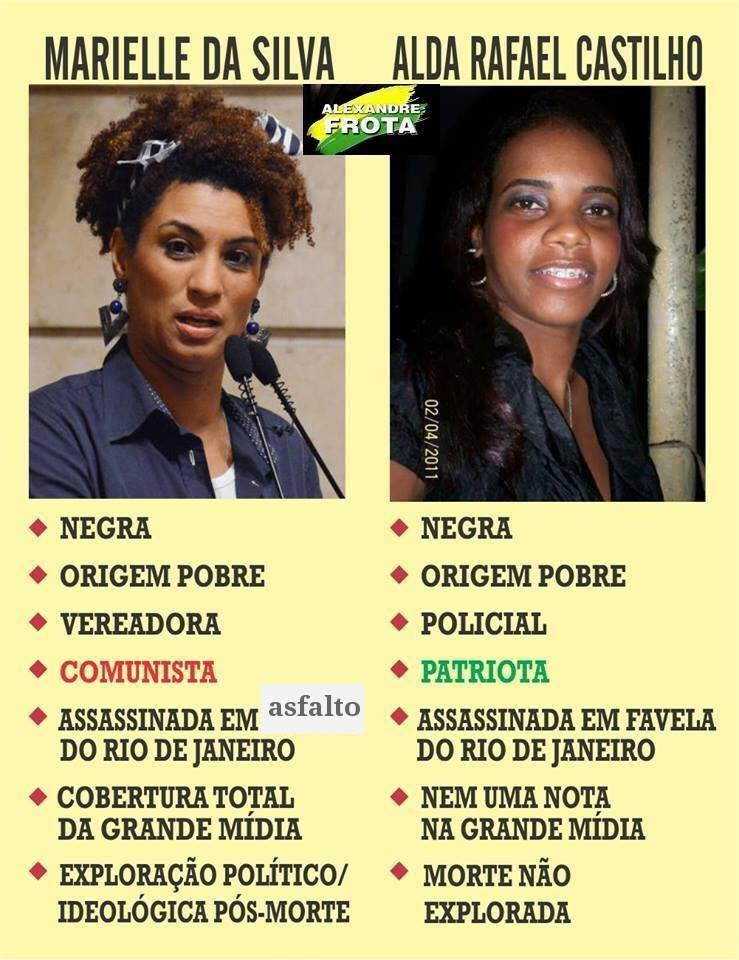 MARIELLE DA SILVA
ALDA RAFAEL CASTILHO
ALEXANDRE
FROTA
02/04/2011
NEGRA
ORIGEM POBRE
VEREADORA
COMUNISTA
ASSASSINADA EM asfalto
DO RIO DE JANEIRO
COBERTURA TOTAL
DA GRANDE MÍDIA
EXPLORAÇÃO POLÍTICO/
IDEOLÓGICA PÓS-MORTE
NEGRA
ORIGEM POBRE
POLICIAL
PATRIOTA
ASSASSINADA EM FAVELA
DO RIO DE JANEIRO
NEM UMA NOTA
NA GRANDE MÍDIA
MORTE NÃO
EXPLORADA